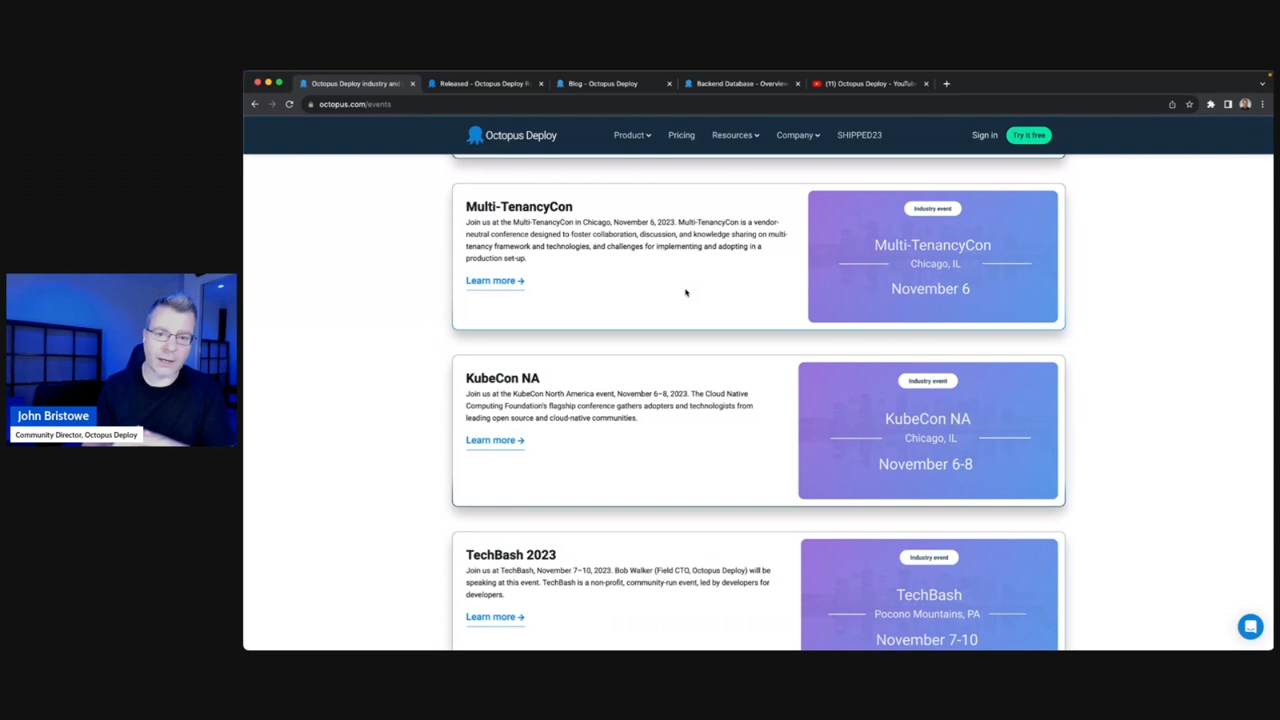 Octopus Deploy industry and
Released - Octopus Deploy R
Blog - Octopus Deploy
Backend Database - Overview
(11) Octopus Deploy - YouTube
octopus.com/events
Octopus Deploy
Product
Pricing
Resources
Company
SHIPPED23
Sign in
Try it free
Multi-TenancyCon
Join us at the Multi-TenancyCon in Chicago, November 6, 2023. Multi-TenancyCon is a vendor-
neutral conference designed to foster collaboration, discussion, and knowledge sharing on multi-
tenancy framework and technologies, and challenges for implementing and adopting in a
production set-up.
Learn more →
Industry event
Multi-TenancyCon
Chicago, IL
November 6
KubeCon NA
Join us at the KubeCon North America event, November 6–8, 2023. The Cloud Native
Computing Foundation's flagship conference gathers adopters and technologists from
leading open source and cloud-native communities.
Learn more →
Industry event
KubeCon NA
Chicago, IL
November 6-8
TechBash 2023
Join us at TechBash, November 7–10, 2023. Bob Walker (Field CTO, Octopus Deploy) will be
speaking at this event. TechBash is a non-profit, community-run event, led by developers for
developers.
Learn more →
Industry event
TechBash
Pocono Mountains, PA
November 7-10
John Bristowe
Community Director, Octopus Deploy